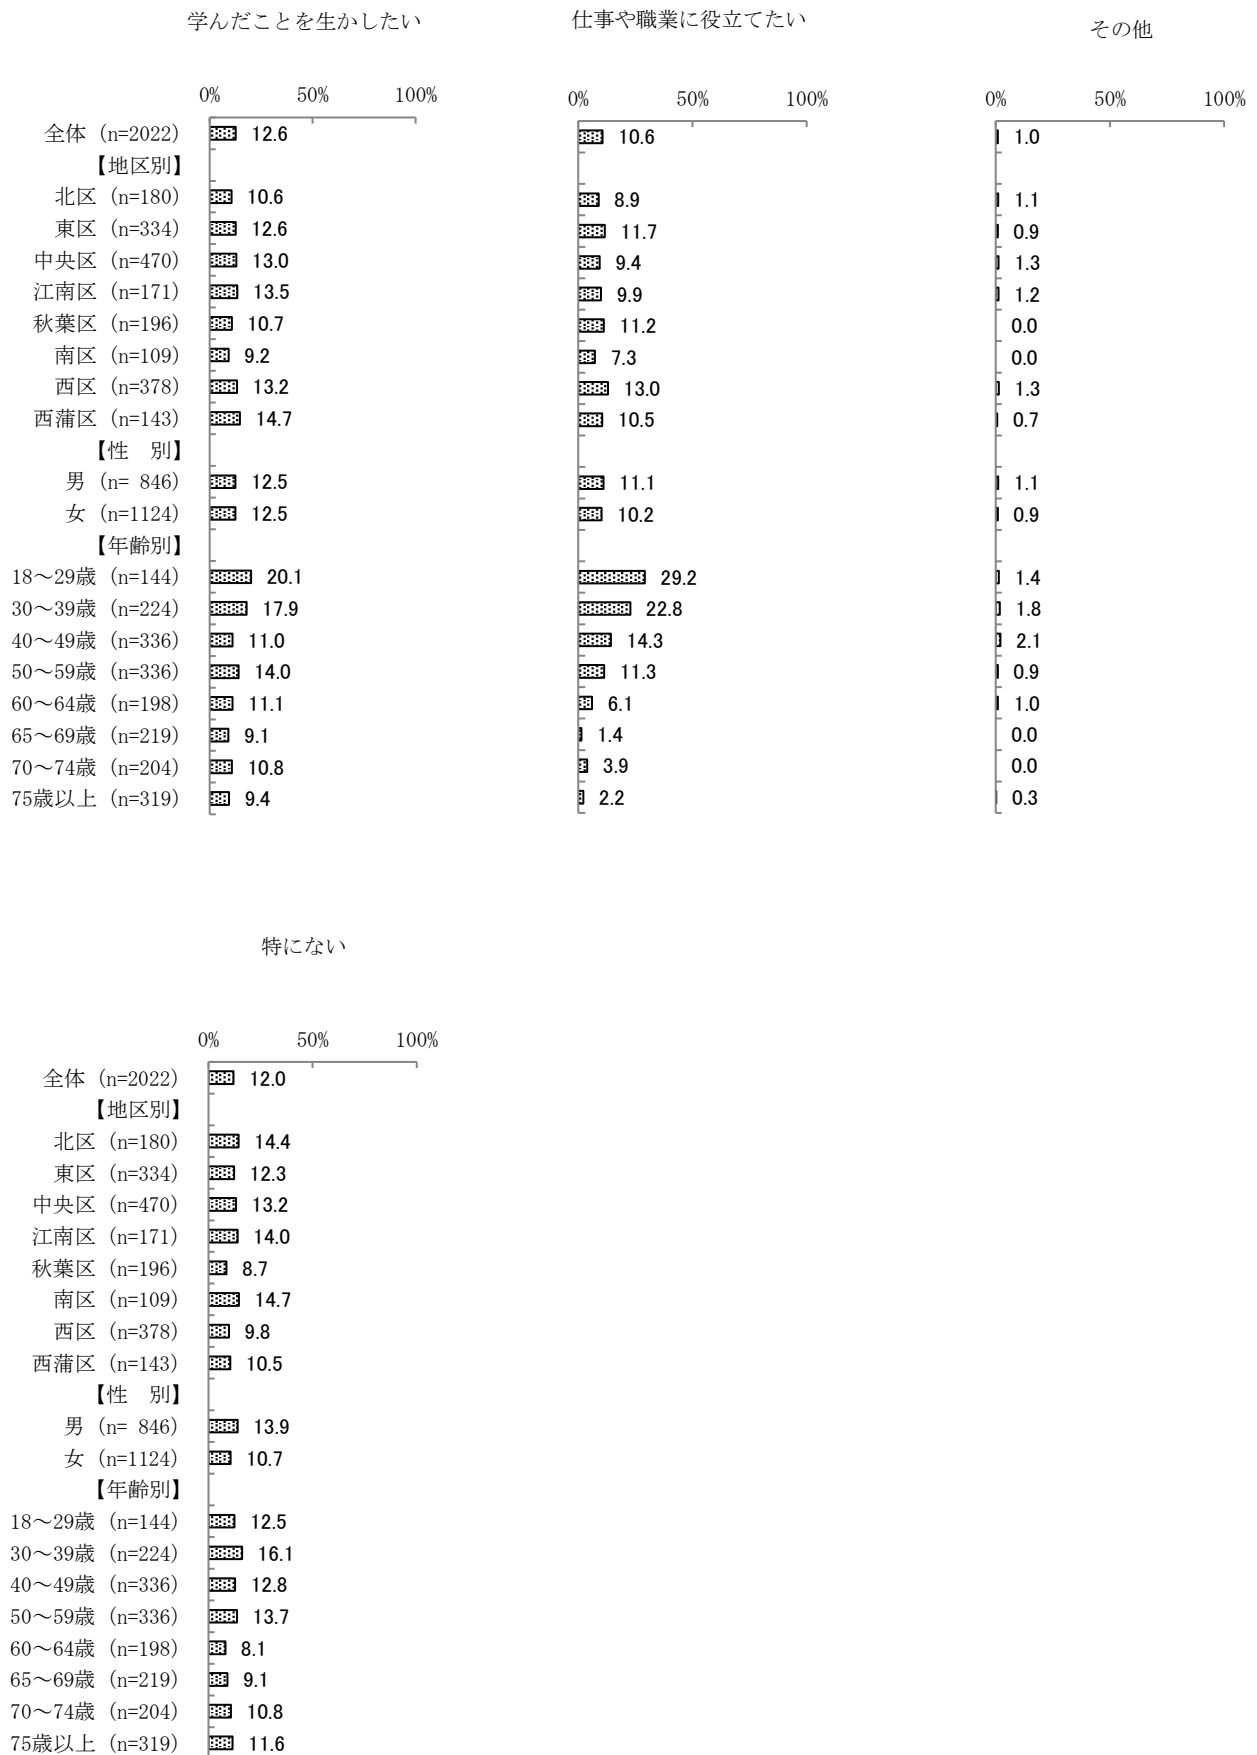 学んだことを生かしたい
仕事や職業に役立てたい
その他
0% 50% 100%
0% 50% 100%
0% 50% 100%
全体 (n=2022) 12.6 10.6 1.0
【地区別】
北区 (n=180) 10.6 8.9 1.1
東区 (n=334) 12.6 11.7 0.9
中央区 (n=470) 13.0 9.4 1.3
江南区 (n=171) 13.5 9.9 1.2
秋葉区 (n=196) 10.7 11.2 0.0
南区 (n=109) 9.2 7.3 0.0
西区 (n=378) 13.2 13.0 1.3
西蒲区 (n=143) 14.7 10.5 0.7
【性　別】
男 (n= 846) 12.5 11.1 1.1
女 (n=1124) 12.5 10.2 0.9
【年齢別】
18～29歳 (n=144) 20.1 29.2 1.4
30～39歳 (n=224) 17.9 22.8 1.8
40～49歳 (n=336) 11.0 14.3 2.1
50～59歳 (n=336) 14.0 11.3 0.9
60～64歳 (n=198) 11.1 6.1 1.0
65～69歳 (n=219) 9.1 1.4 0.0
70～74歳 (n=204) 10.8 3.9 0.0
75歳以上 (n=319) 9.4 2.2 0.3
特にない
0% 50% 100%
全体 (n=2022) 12.0
【地区別】
北区 (n=180) 14.4
東区 (n=334) 12.3
中央区 (n=470) 13.2
江南区 (n=171) 14.0
秋葉区 (n=196) 8.7
南区 (n=109) 14.7
西区 (n=378) 9.8
西蒲区 (n=143) 10.5
【性　別】
男 (n= 846) 13.9
女 (n=1124) 10.7
【年齢別】
18～29歳 (n=144) 12.5
30～39歳 (n=224) 16.1
40～49歳 (n=336) 12.8
50～59歳 (n=336) 13.7
60～64歳 (n=198) 8.1
65～69歳 (n=219) 9.1
70～74歳 (n=204) 10.8
75歳以上 (n=319) 11.6